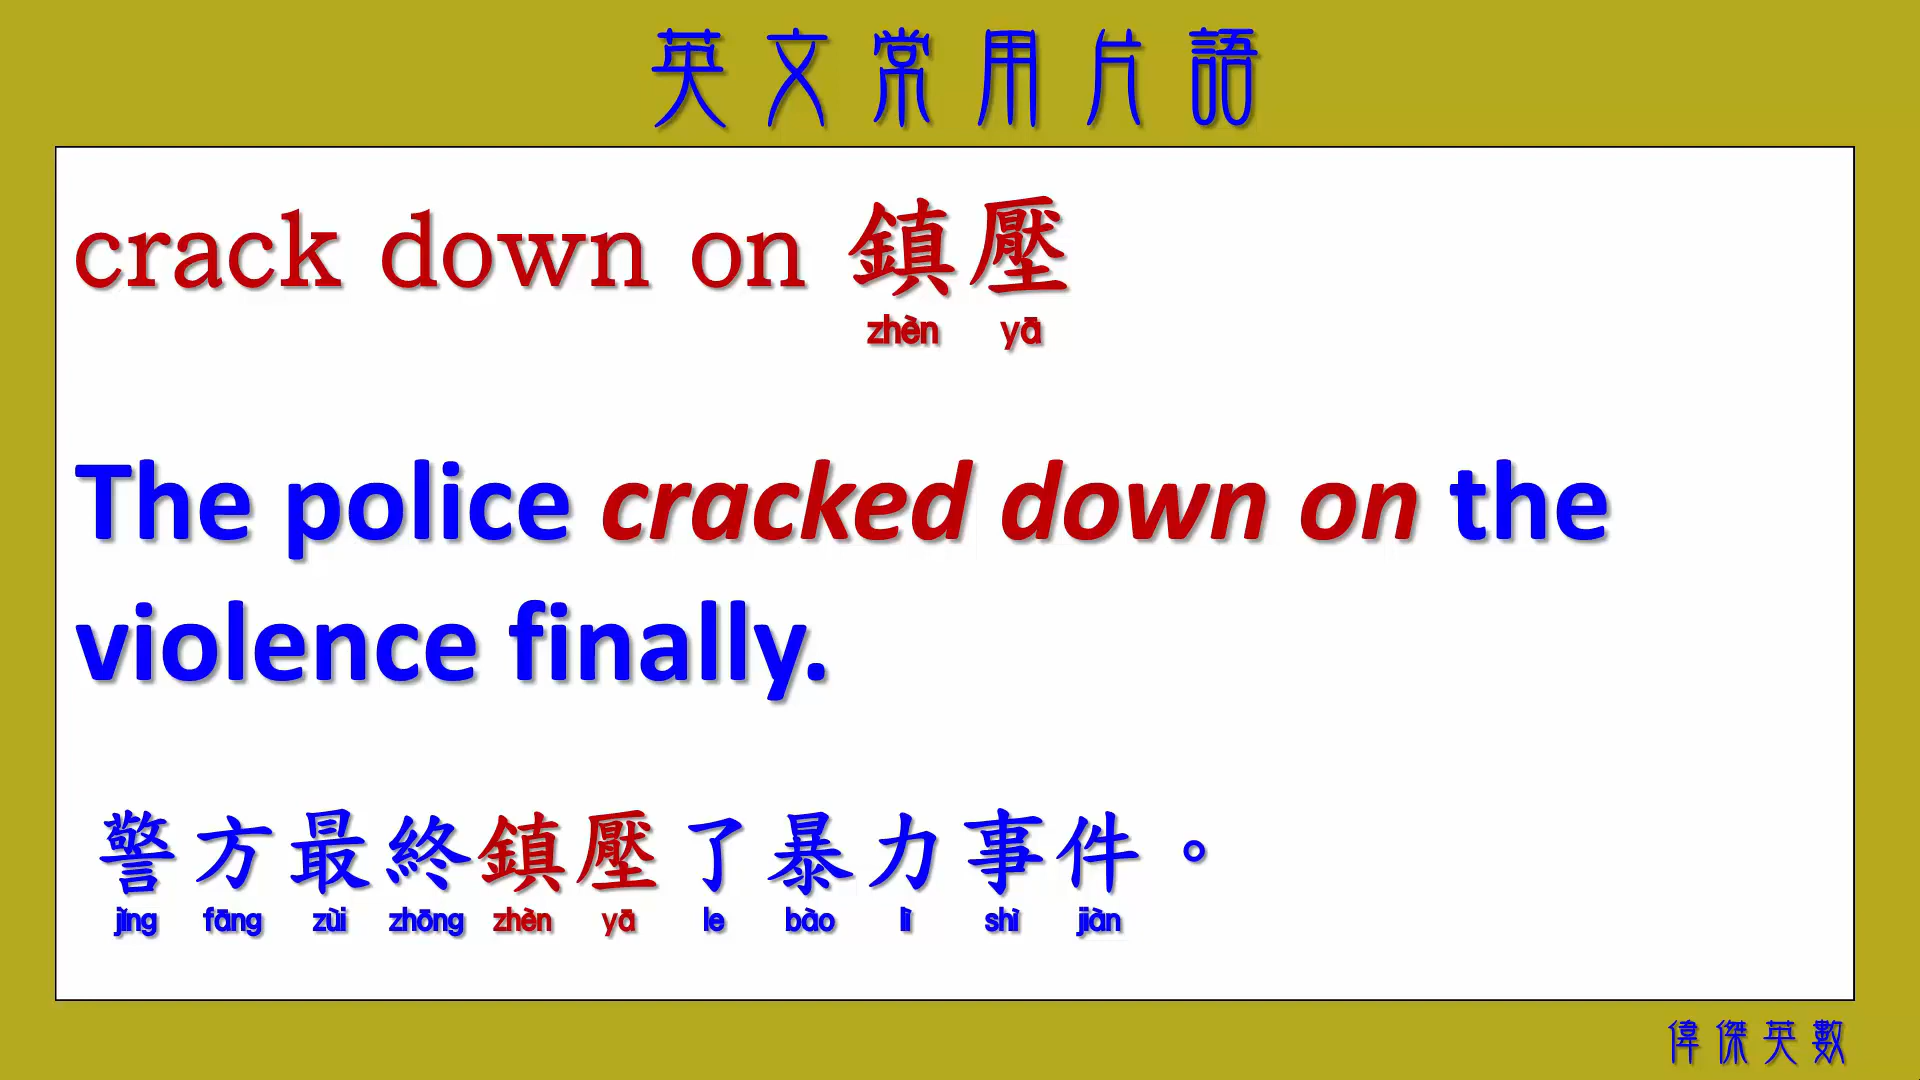 英文常用片語
crack down on 鎮壓
zhèn yā
The police cracked down on the
violence finally.
警方最終鎮壓了暴力事件。
jǐng fāng zùi zhōng zhèn yā le bào lì shì jiàn
偉傑英數